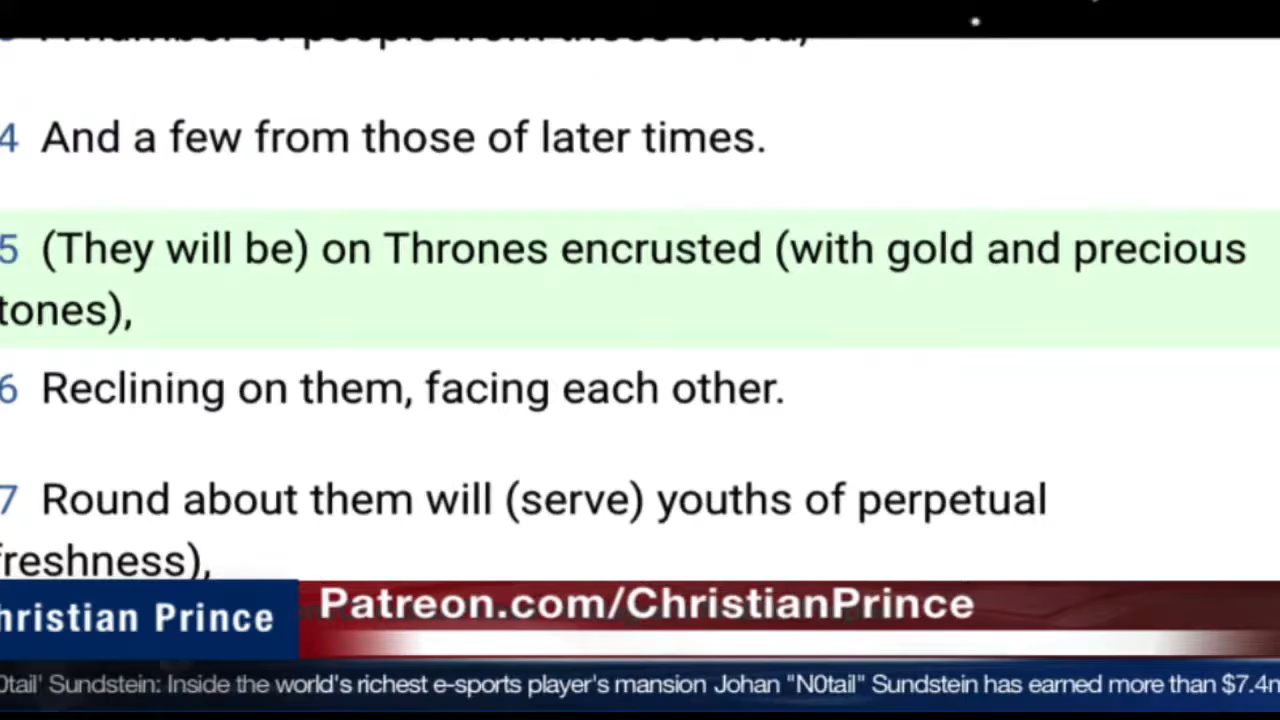 4 And a few from those of later times.
5 (They will be) on Thrones encrusted (with gold and precious
tones),
6 Reclining on them, facing each other.
7 Round about them will (serve) youths of perpetual
freshness),
hristian Prince
Patreon.com/ChristianPrince
0tail' Sundstein: Inside the world's richest e-sports player's mansion Johan "N0tail" Sundstein has earned more than $7.4m